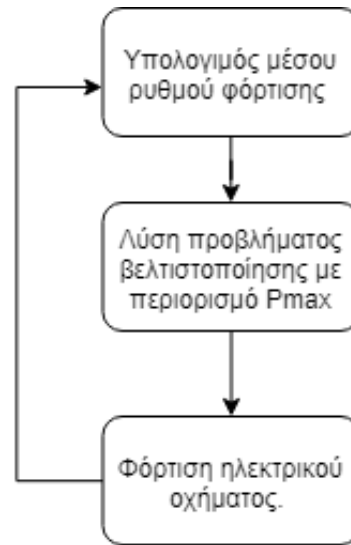 Υπολογιμός μέσου
ρυθμού φόρτισης
Λύση προβλήματος
βελτιστοποίησης με
περιορισμό Pmax
Φόρτιση ηλεκτρικού
οχήματος.